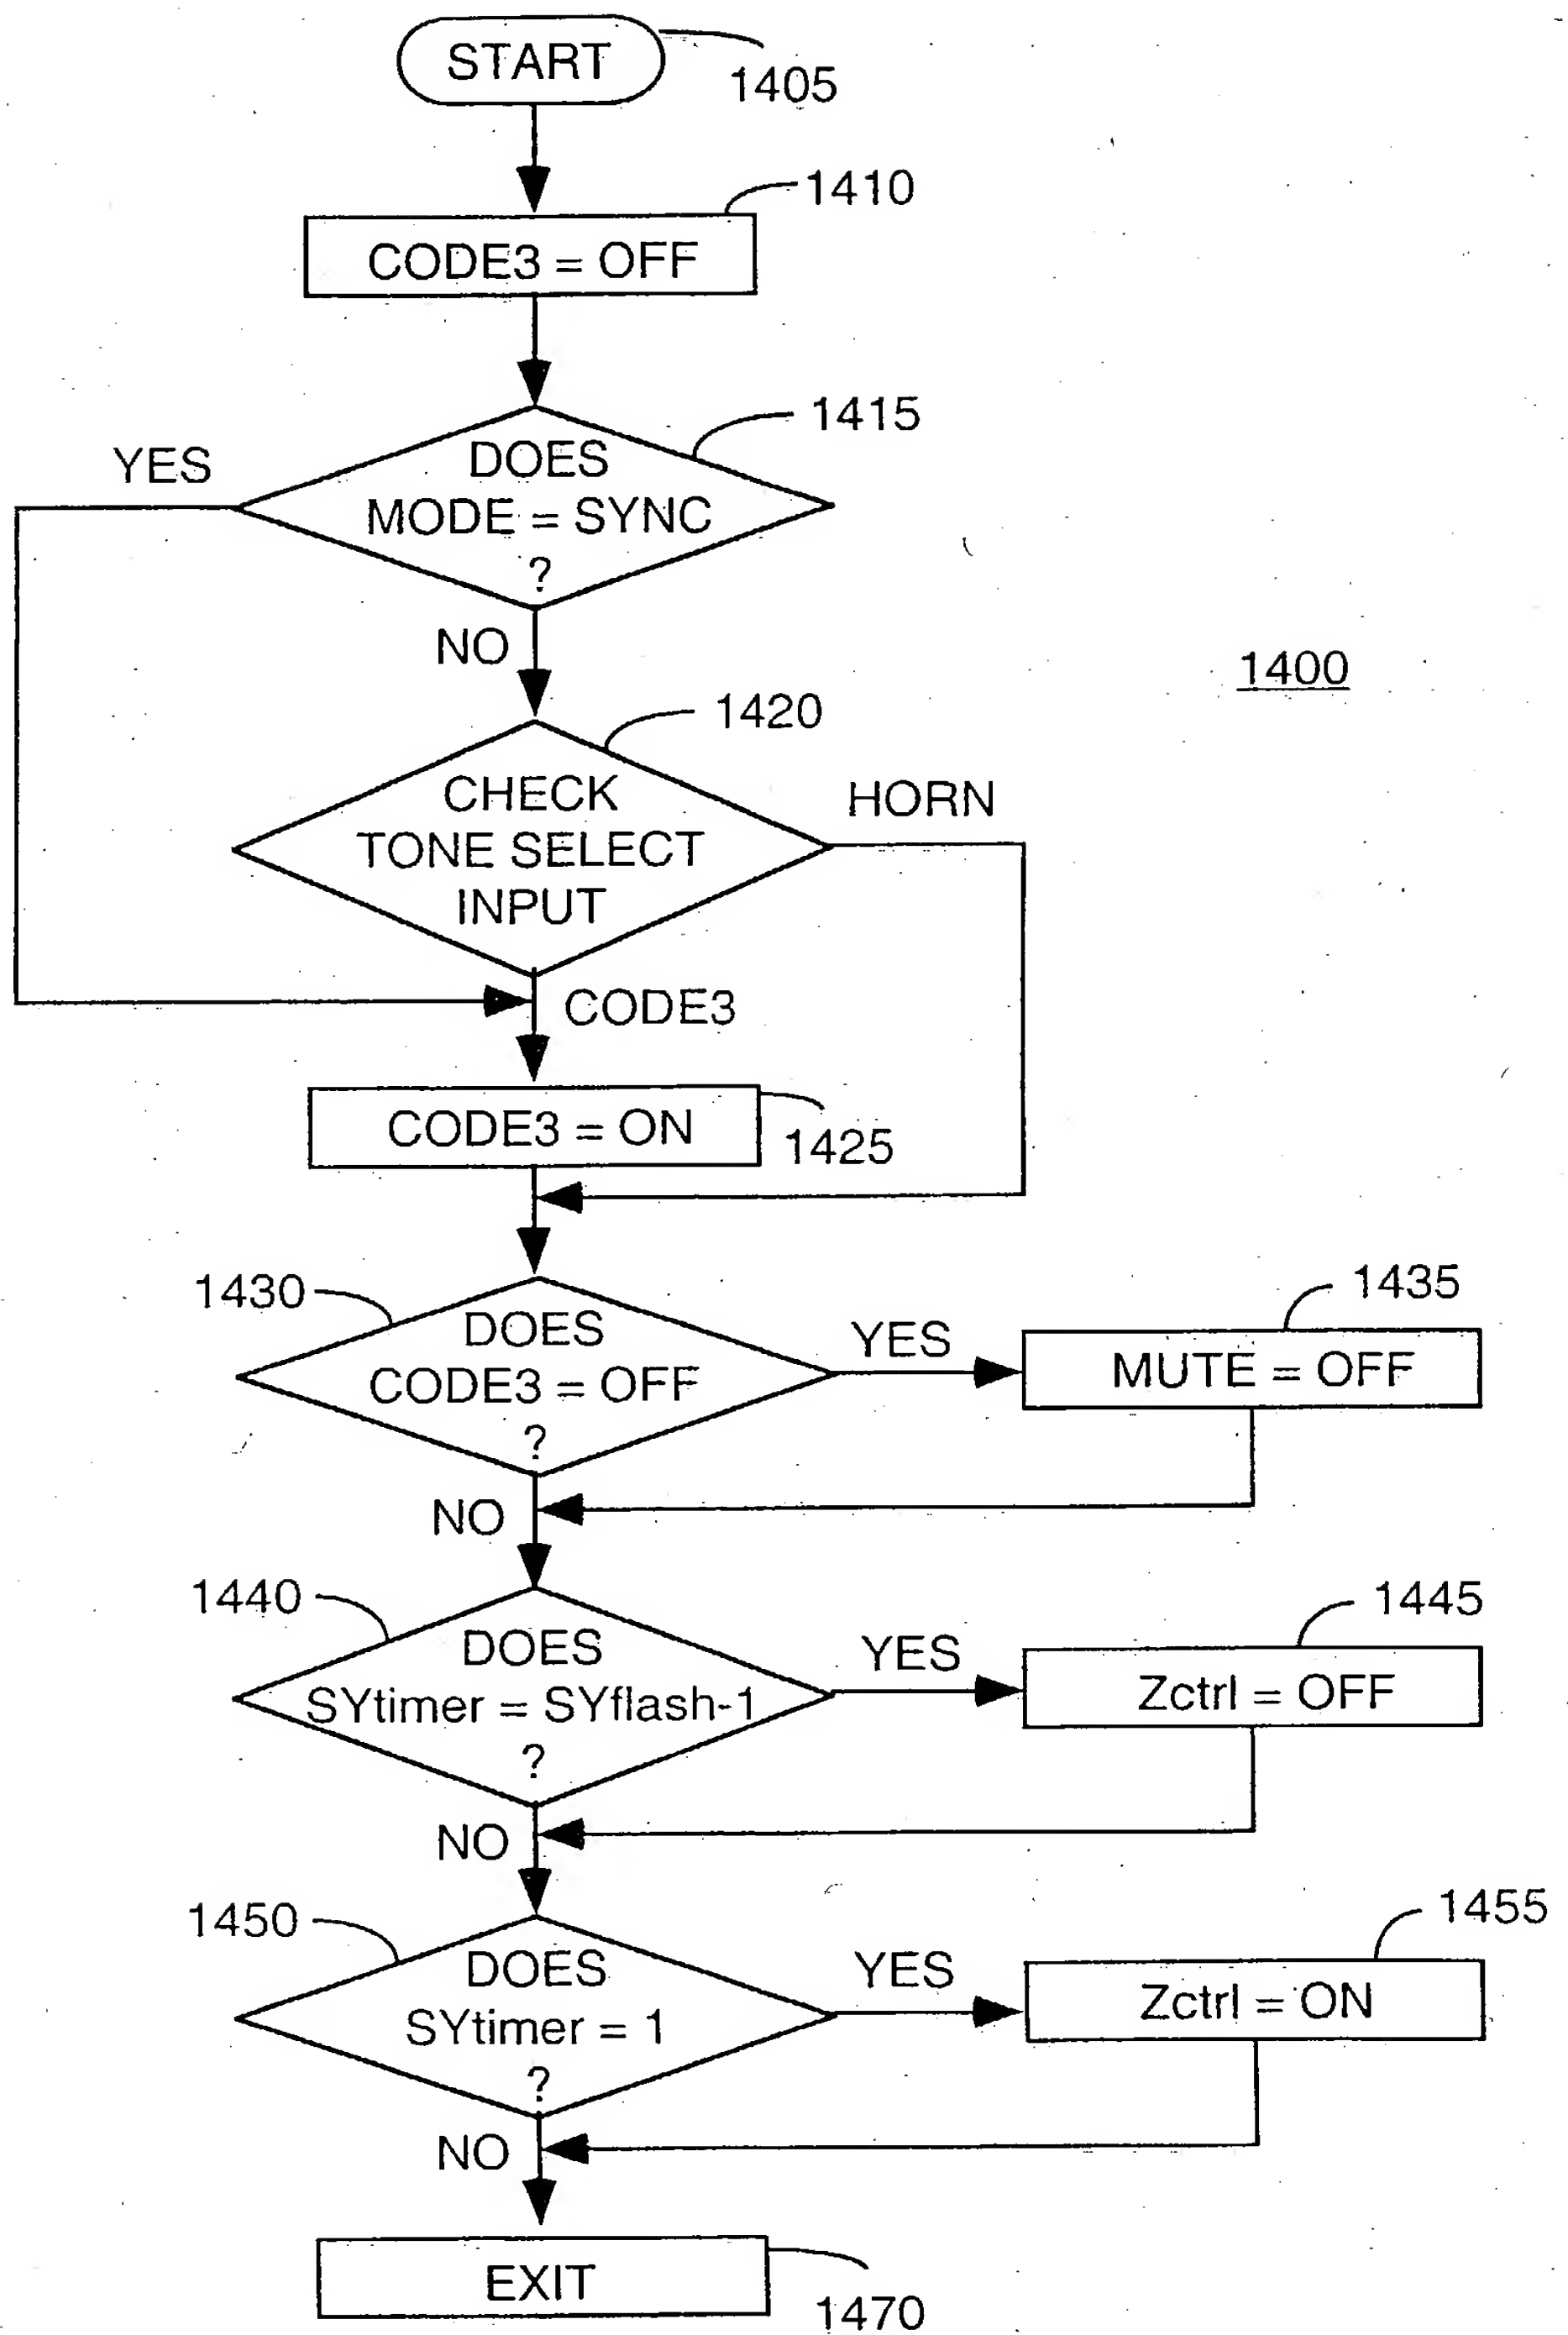 START
1405
1410
CODE3 = OFF
1415
YES
DOES
MODE = SYNC
?
NO
1400
1420
CHECK
TONE SELECT
INPUT
HORN
CODE3
CODE3 = ON
1425
1430
DOES
CODE3 = OFF
?
YES
1435
MUTE = OFF
NO
1440
DOES
SYtimer = SYflash-1
?
YES
1445
Zctrl = OFF
NO
1450
DOES
SYtimer = 1
?
YES
1455
Zctrl = ON
NO
EXIT
1470